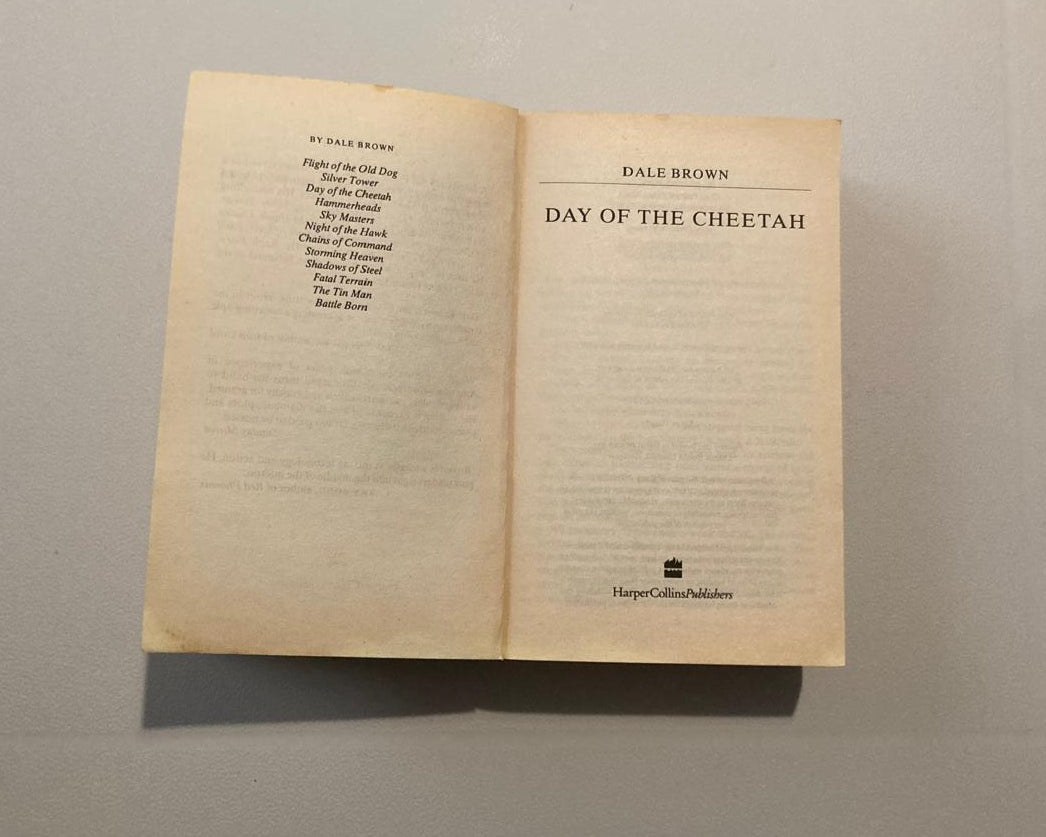 BY DALE BROWN
Flight of the Old Dog
Silver Tower
Day of the Cheetah
Hammerheads
Sky Masters
Night of the Hawk
Chains of Command
Storming Heaven
Shadows of Steel
Fatal Terrain
The Tin Man
Battle Born
DALE BROWN
DAY OF THE CHEETAH
HarperCollinsPublishers